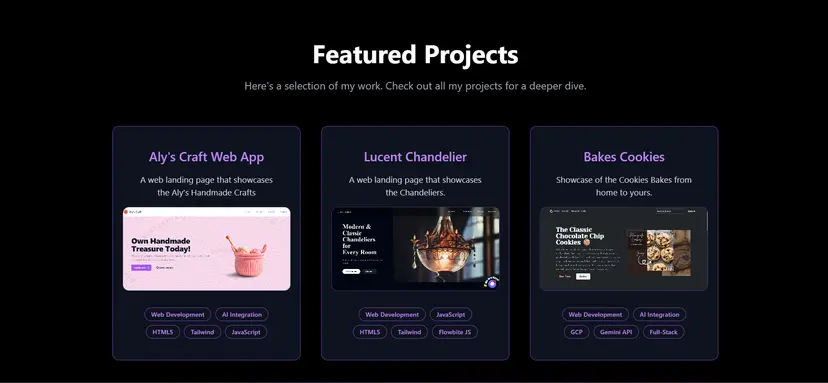 Featured Projects
Here's a selection of my work. Check out all my projects for a deeper dive.
Aly's Craft Web App
A web landing page that showcases
the Aly's Handmade Crafts
Own Handmade
Treasure Today!
Web Development
AI Integration
HTML5
Tailwind
JavaScript
Lucent Chandelier
A web landing page that showcases
the Chandeliers.
Modern &
Classic
Chandeliers
for
Every Room
Web Development
JavaScript
HTML5
Tailwind
Flowbite JS
Bakes Cookies
Showcase of the Cookies Bakes from
home to yours.
The Classic
Chocolate Chip
Cookies 🍪
Web Development
AI Integration
GCP
Gemini API
Full-Stack